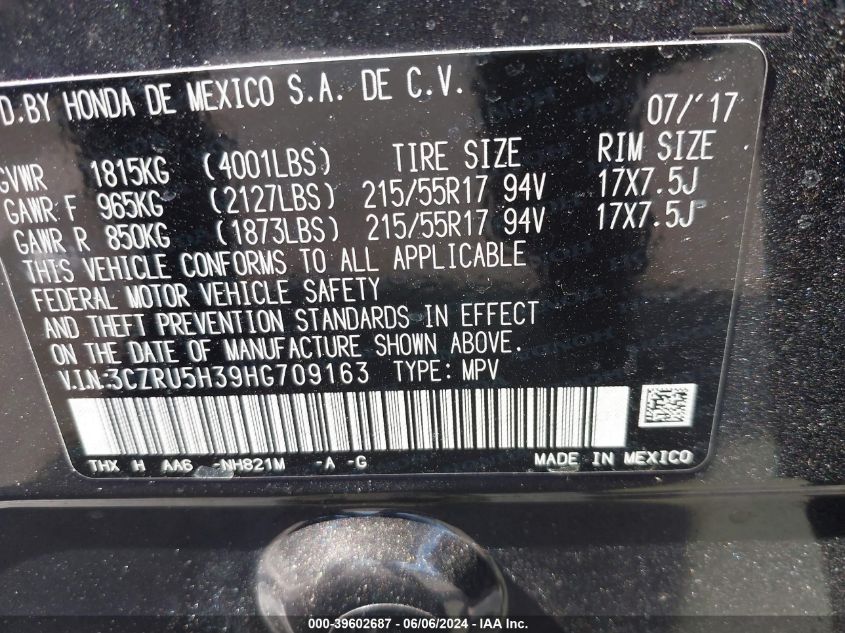 D.BY HONDA DE MEXICO S.A. DE C.V.
07/'17
GVWR 1815KG (4001LBS) TIRE SIZE RIM SIZE
GAWR F 965KG (2127LBS) 215/55R17 94V 17X7.5J
GAWR R 850KG (1873LBS) 215/55R17 94V 17X7.5J
THIS VEHICLE CONFORMS TO ALL APPLICABLE
FEDERAL MOTOR VEHICLE SAFETY
AND THEFT PREVENTION STANDARDS IN EFFECT
ON THE DATE OF MANUFACTURE SHOWN ABOVE.
V.I.N:3CZRU5H39HG709163 TYPE: MPV
THX H AA6 -NH821M -A -G MADE IN MEXICO
000-39602687 - 06/06/2024 - IAA Inc.